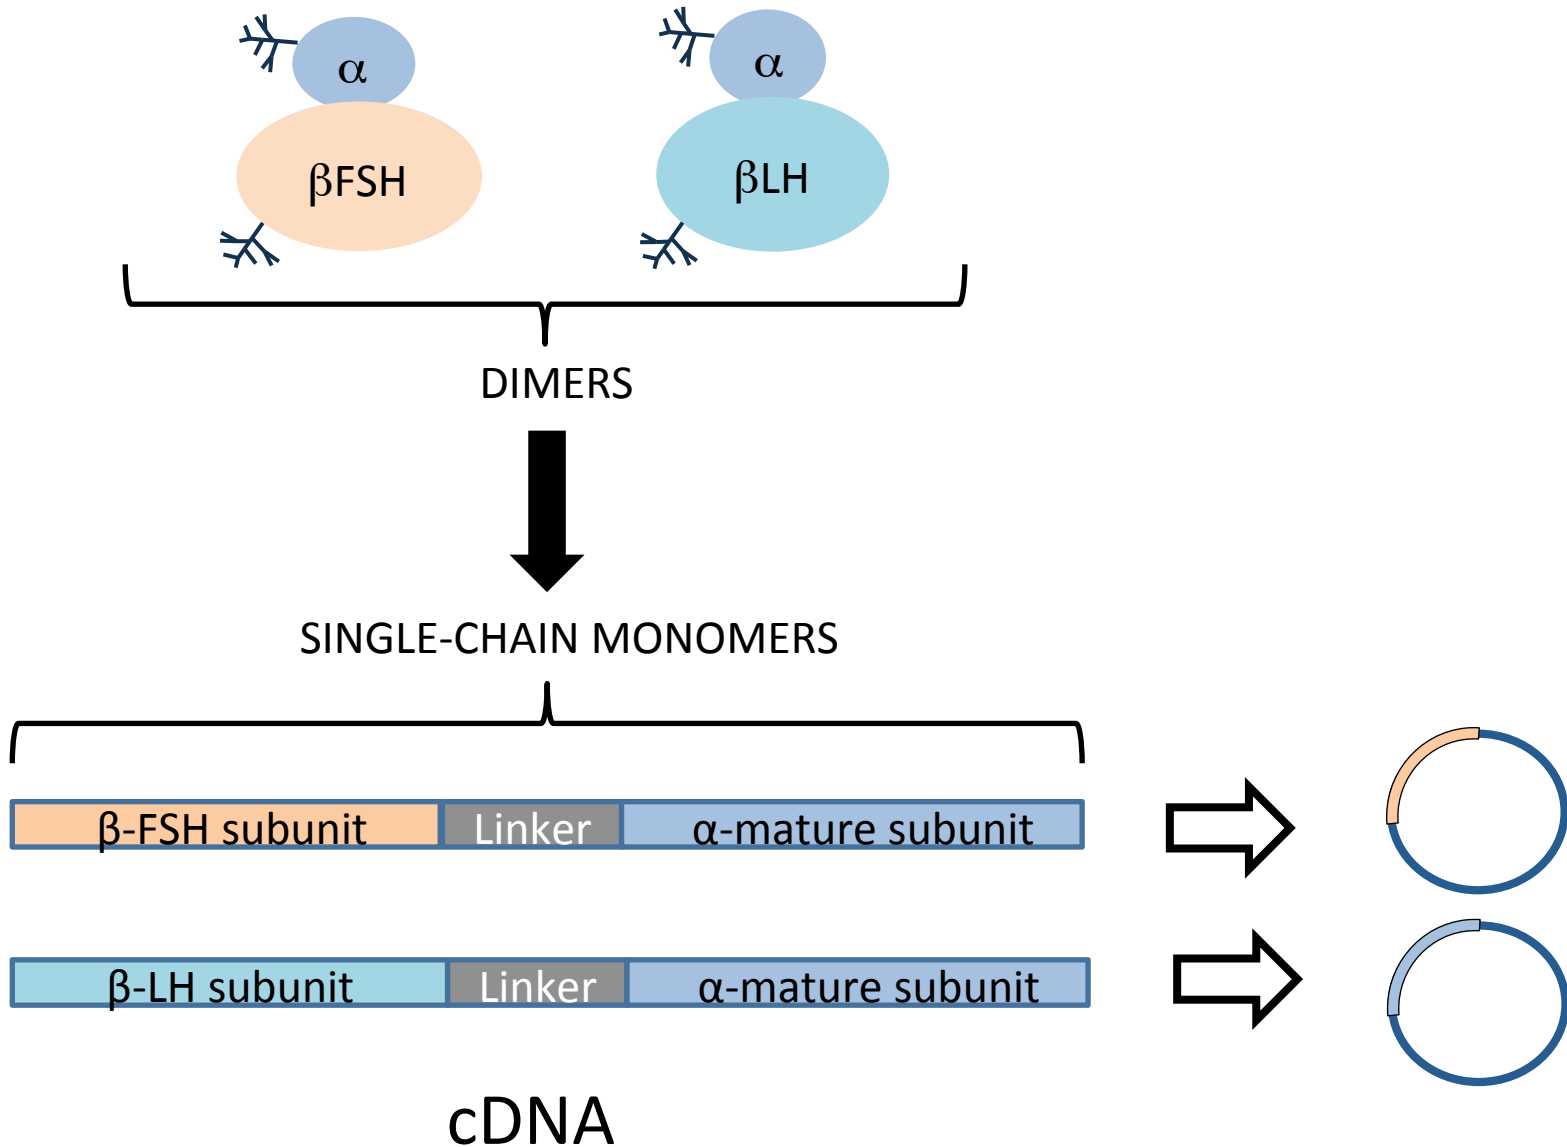 α
α
βFSH
βLH
DIMERS
SINGLE-CHAIN MONOMERS
β-FSH subunit Linker α-mature subunit
β-LH subunit Linker α-mature subunit
cDNA